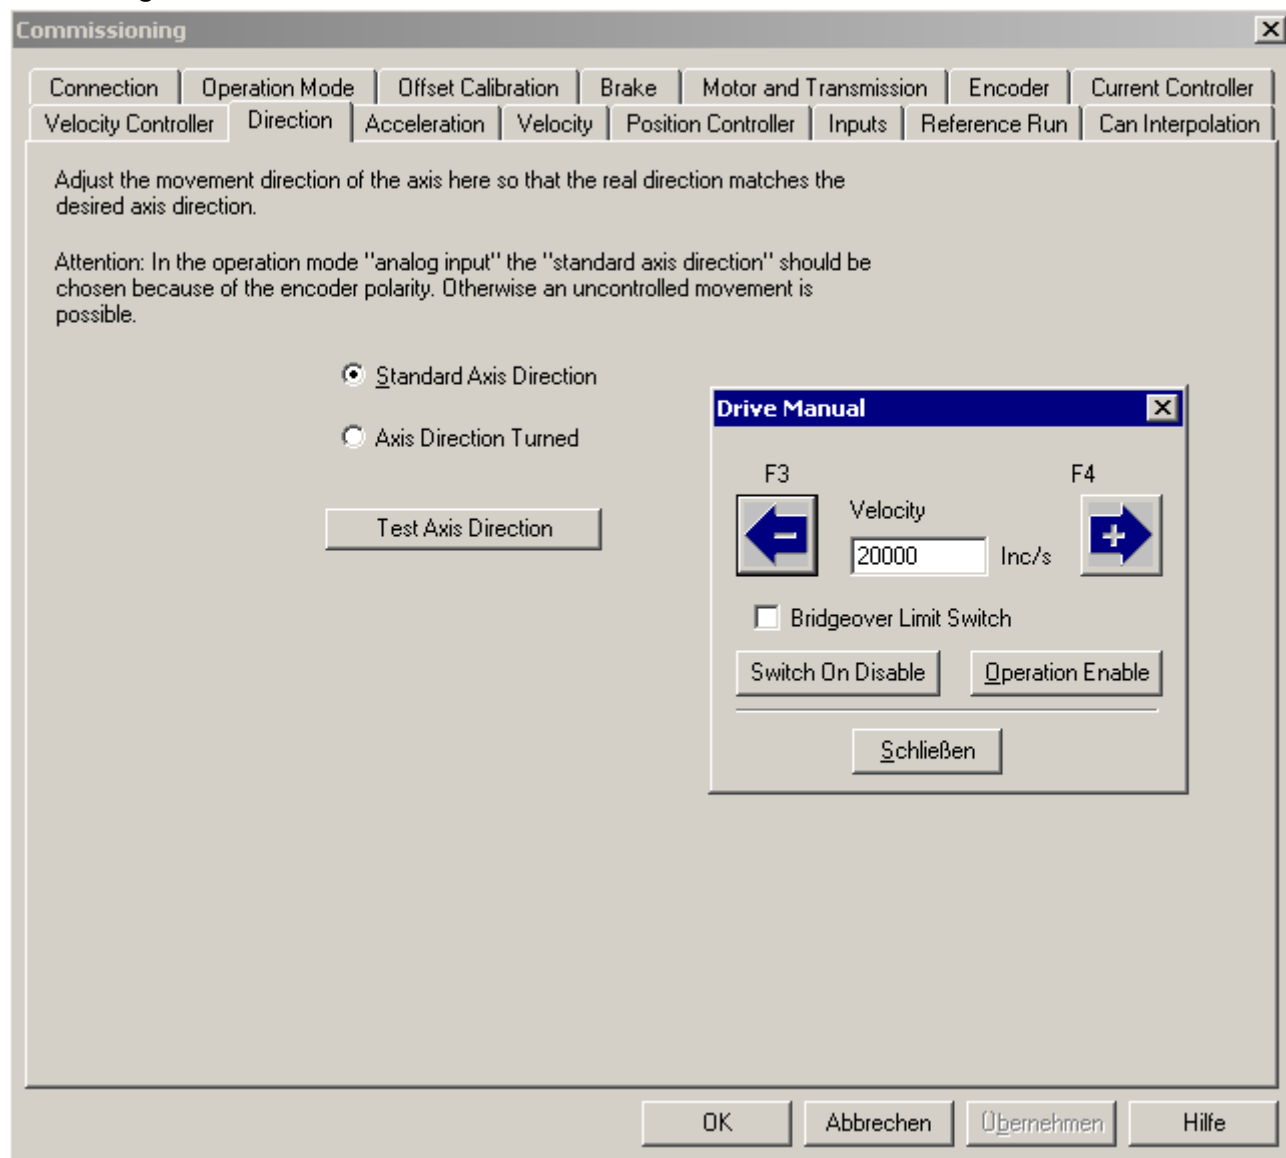 Commissioning
Connection Operation Mode Offset Calibration Brake Motor and Transmission Encoder Current Controller
Velocity Controller Direction Acceleration Velocity Position Controller Inputs Reference Run Can Interpolation
Adjust the movement direction of the axis here so that the real direction matches the
desired axis direction.
Attention: In the operation mode "analog input" the "standard axis direction" should be
chosen because of the encoder polarity. Otherwise an uncontrolled movement is
possible.
Standard Axis Direction
Axis Direction Turned
Test Axis Direction
Drive Manual
F3 F4
Velocity
- 20000 Inc/s +
Bridgeover Limit Switch
Switch On Disable Operation Enable
Schließen
OK Abbrechen Übernehmen Hilfe